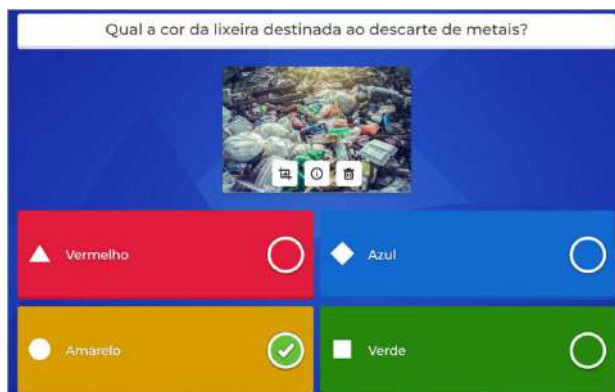 Qual a cor da lixeira destinada ao descarte de metais?
Vermelho
Azul
Amarelo
Verde